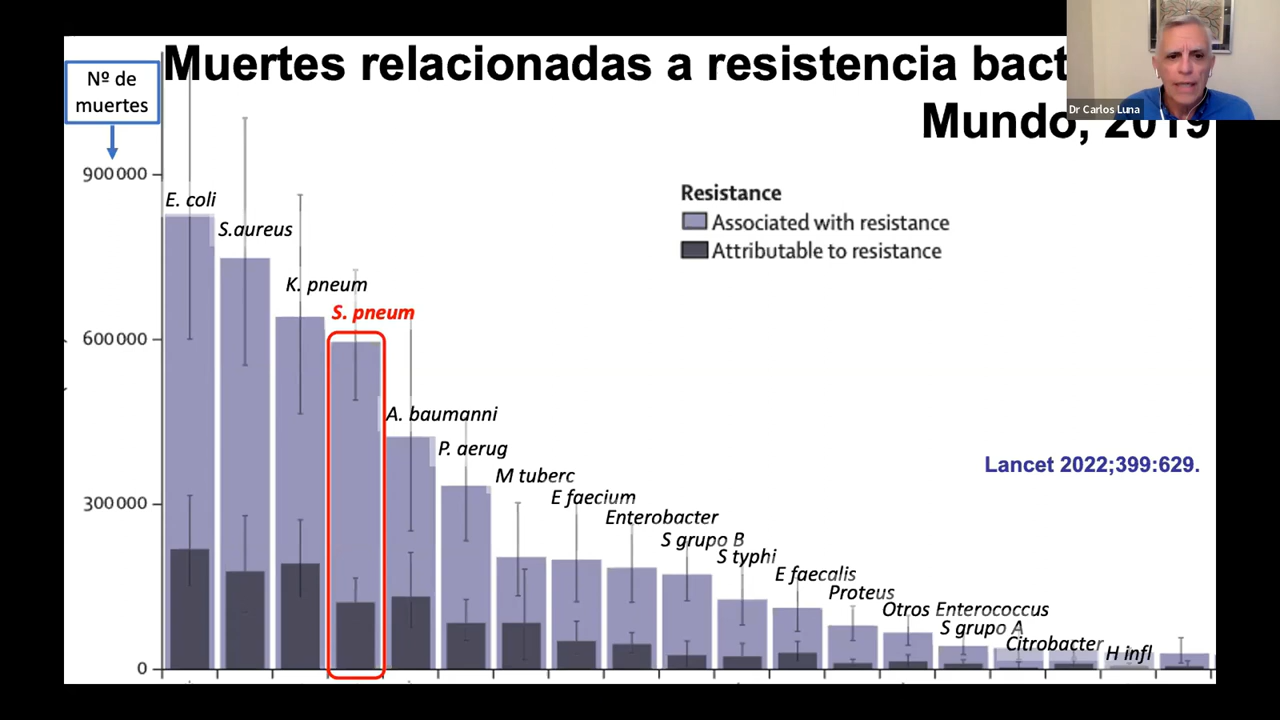 Muertes relacionadas a resistencia bact
Mundo, 2019
Dr Carlos Luna
Nº de
muertes
900 000
600 000
300 000
0
Resistance
Associated with resistance
Attributable to resistance
E. coli
S.aureus
K. pneum
S. pneum
A. baumanni
P. aerug
M tuberc
E faecium
Enterobacter
S grupo B
S typhi
E faecalis
Proteus
Otros Enterococcus
S grupo A
Citrobacter
H infl
Lancet 2022;399:629.